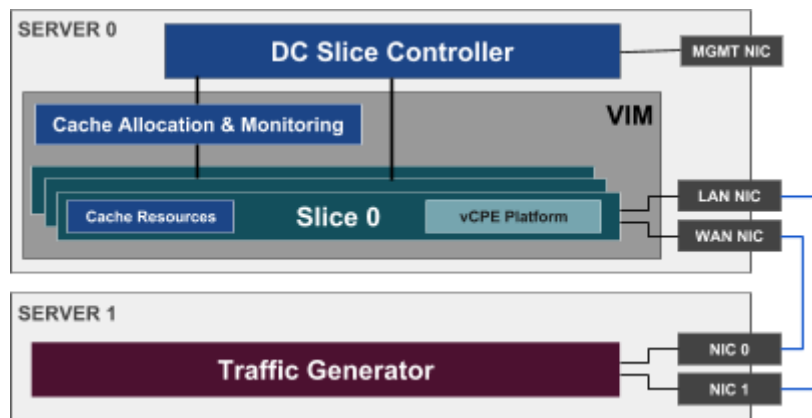 SERVER 0
DC Slice Controller
MGMT NIC
Cache Allocation & Monitoring
VIM
LAN NIC
Cache Resources
Slice 0
vCPE Platform
WAN NIC
SERVER 1
NIC 0
Traffic Generator
NIC 1